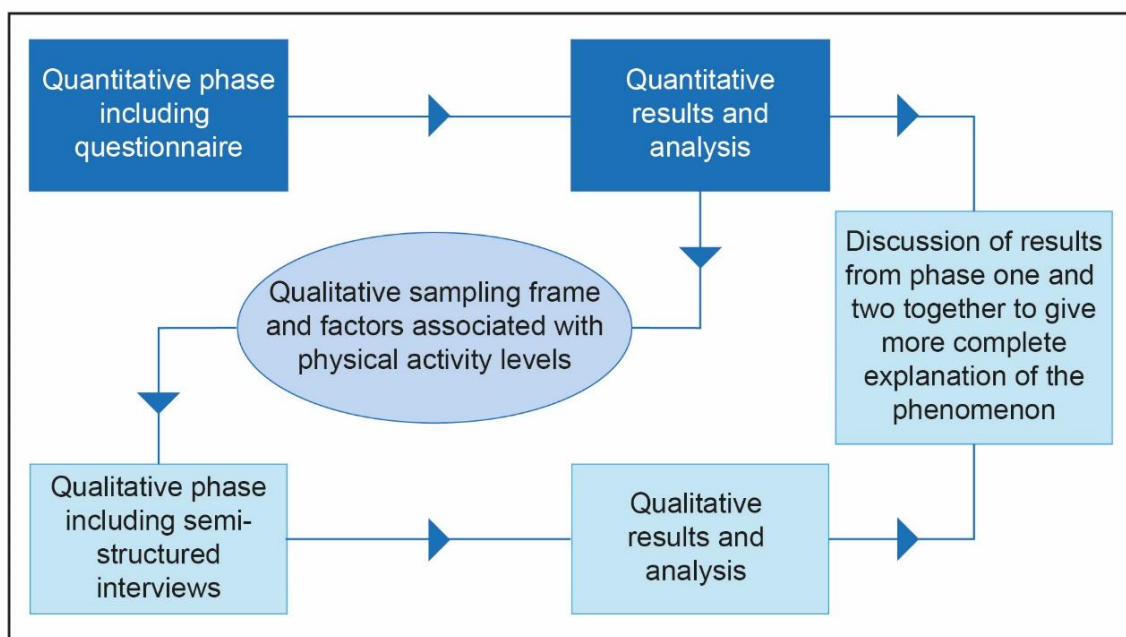 Quantitative phase
including
questionnaire
Quantitative
results and
analysis
Discussion of results
from phase one and
two together to give
more complete
explanation of the
phenomenon
Qualitative sampling frame
and factors associated with
physical activity levels
Qualitative phase
including semi-
structured
interviews
Qualitative
results and
analysis